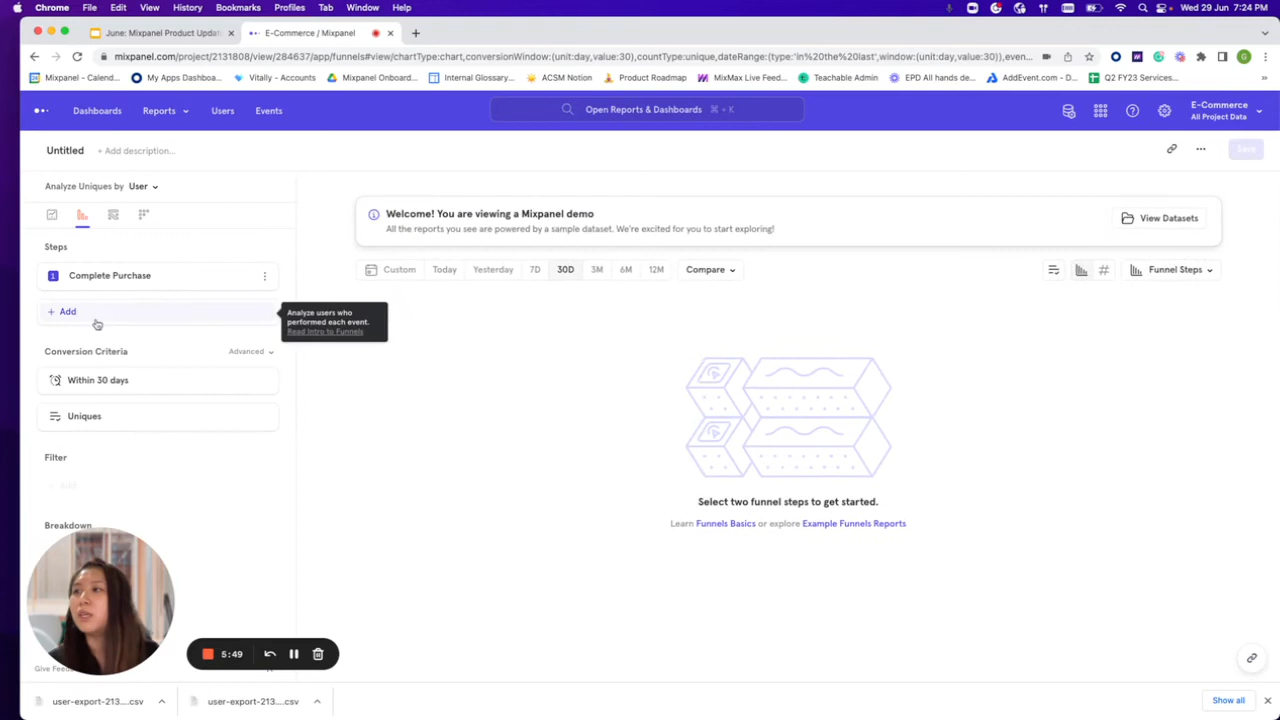 Chrome File Edit View History Bookmarks Profiles Tab Window Help Wed 29 Jun 7:24 PM
June: Mixpanel Product Updat
E-Commerce / Mixpanel
mixpanel.com/project/2131808/view/284637/app/funnels#view/chartType:chart,conversionWindow:(unit:day,value:30),countType:unique,dateRange:(type:'in%20the%20last',window:(unit:day,value:30)),even...
Mixpanel - Calend... My Apps Dashboa... Vitally - Accounts Mixpanel Onboard... Internal Glossary... ACSM Notion Product Roadmap MixMax Live Feed... Teachable Admin EPD All hands de... AddEvent.com - D... Q2 FY23 Services... »
Dashboards Reports Users Events Open Reports & Dashboards ⌘ + K E-Commerce
All Project Data
Untitled + Add description... Save
Analyze Uniques by User
Steps
1 Complete Purchase
+ Add
Analyze users who
performed each event.
Read Intro to Funnels
Conversion Criteria Advanced
Within 30 days
Uniques
Filter
+ Add
Breakdown
Welcome! You are viewing a Mixpanel demo
All the reports you see are powered by a sample dataset. We're excited for you to start exploring!
View Datasets
Custom Today Yesterday 7D 30D 3M 6M 12M Compare Funnel Steps
Select two funnel steps to get started.
Learn Funnels Basics or explore Example Funnels Reports
5:49
Give Feed
user-export-213....csv user-export-213....csv Show all